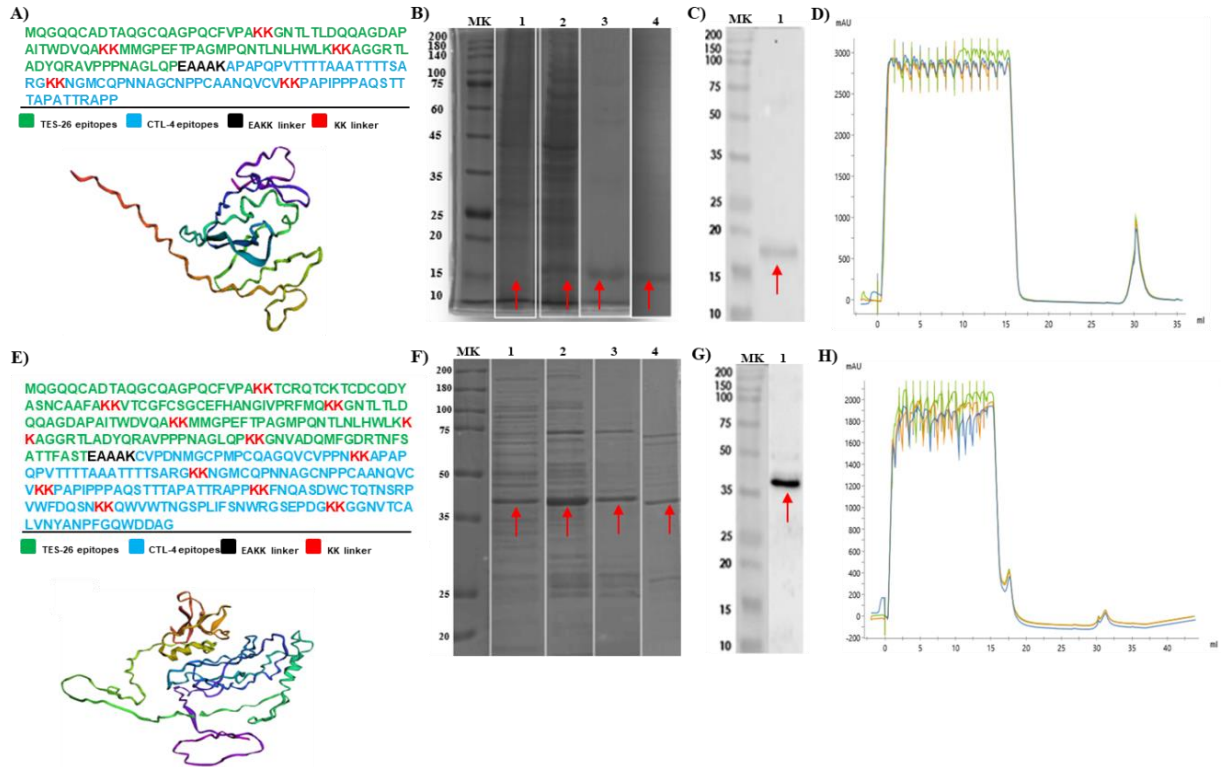 A)
MQGQQCADTAQGCQAGPQCFVPAKKGNTLTLDQQAGDAP
AITWDVQAKKMMGPEFTPAGMPQNTLNLHWLKKKAGGRTL
ADYQRAVPPPNAGLQPEAAAKAPAPQPVTTTTAAATTTTSA
RGKKNGMCQPNNAGCNPPCAANQVCVKKPAPIPPPAQSTT
TAPATTRAPP
TES-26 epitopes CTL-4 epitopes EAKK linker KK linker
B)
MK 1 2 3 4
200
180
140
100
75
60
45
35
25
20
15
10
C)
MK 1
200
150
100
75
50
35
25
20
15
10
D)
mAU
3000
2500
2000
1500
1000
500
0
0 5 10 15 20 25 30 35 ml
E)
MQGQQCADTAQGCQAGPQCFVPAKKTCRQTCKTCDCQDY
ASNCAAFAKKVTCGFCSGCEFHANGIVPRFMQKKGNTLTLD
QQAGDAPAITWDVQAKKMMGPEFTPAGMPQNTLNLHWLKK
KAGGRTLADYQRAVPPPNAGLQPKKGNVADQMFGDRTNFS
ATTFASTEAAAKCVPDNMGCPMPCQAGQVCVPPNKKAPAP
QPVTTTTAAATTTTSARGKKNGMCQPNNAGCNPPCAANQVC
VKKPAPIPPPAQSTTTAPATTRAPPKKFNQASDWCTQTNSRP
VWFDQSNKKQWVWTNGSPLIFSNWRGSEPDGKKGGNVTCA
LVNYANPFGQWDDAG
TES-26 epitopes CTL-4 epitopes EAKK linker KK linker
F)
MK 1 2 3 4
200
180
100
75
50
35
25
20
G)
MK 1
200
150
100
75
50
35
25
20
15
10
H)
mAU
2200
2000
1800
1600
1400
1200
1000
800
600
400
200
0
-200
0 5 10 15 20 25 30 35 40 ml